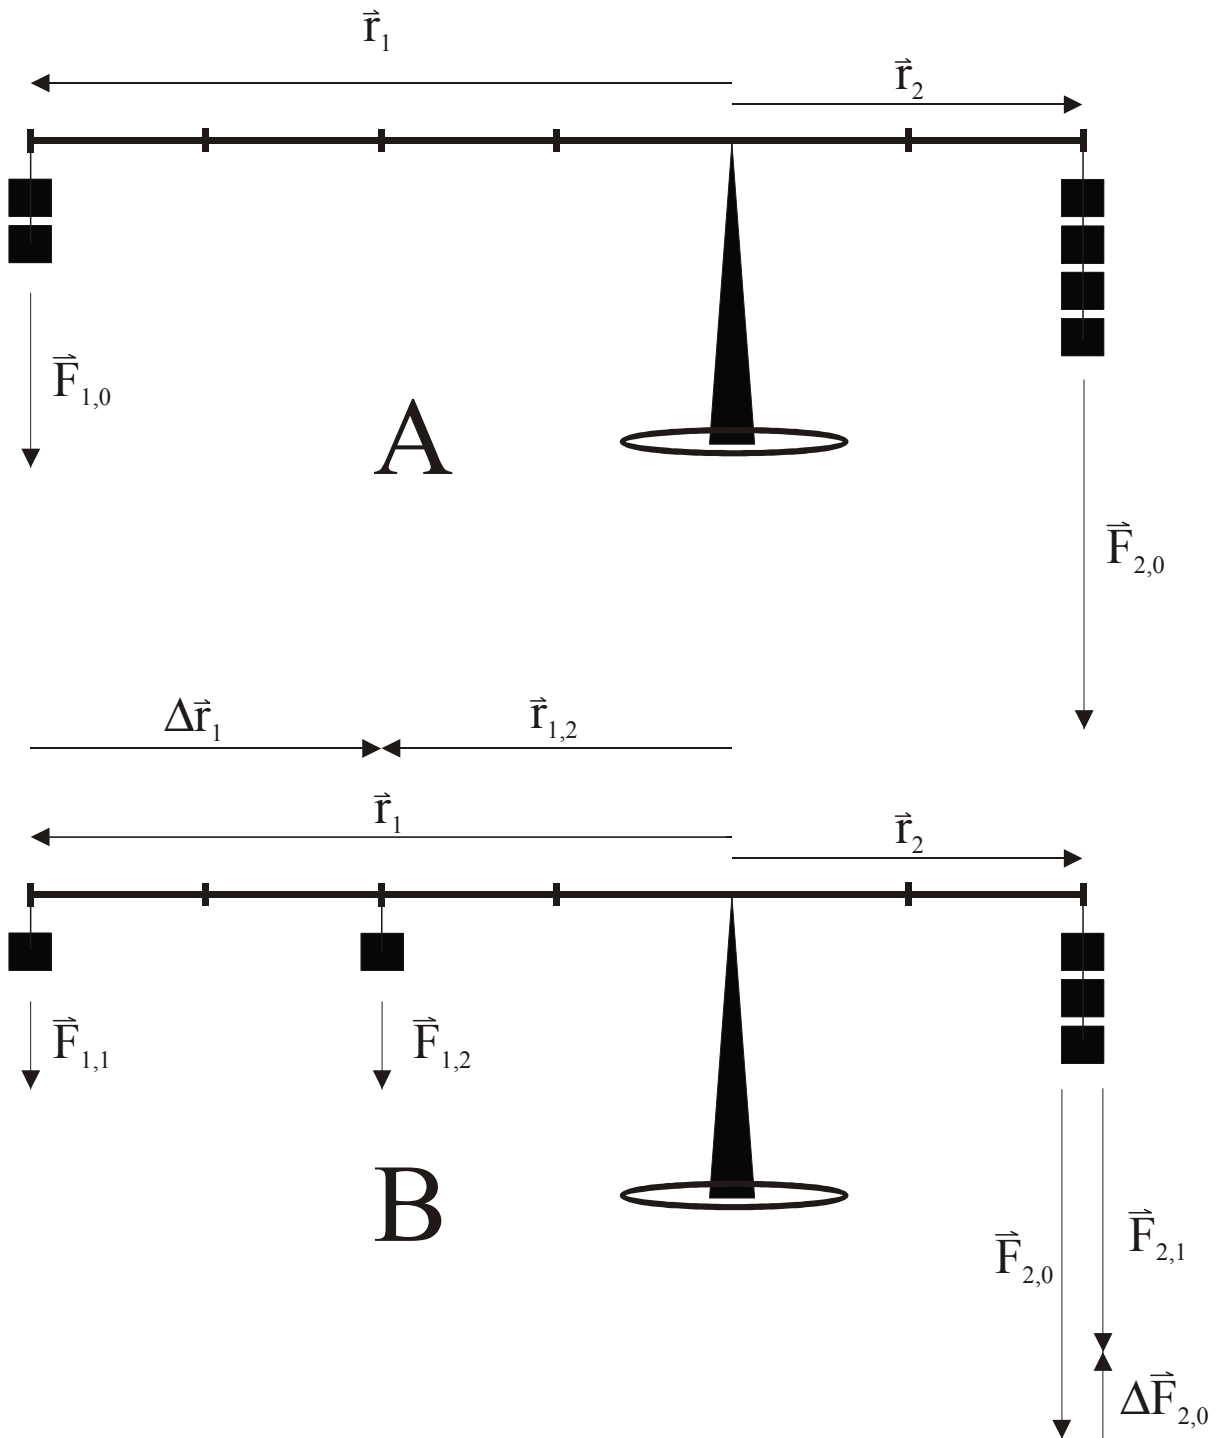 r⃗₁
r⃗₂
F⃗₁,₀
A
F⃗₂,₀
Δr⃗₁
r⃗₁,₂
r⃗₁
r⃗₂
F⃗₁,₁
F⃗₁,₂
B
F⃗₂,₀
F⃗₂,₁
ΔF⃗₂,₀